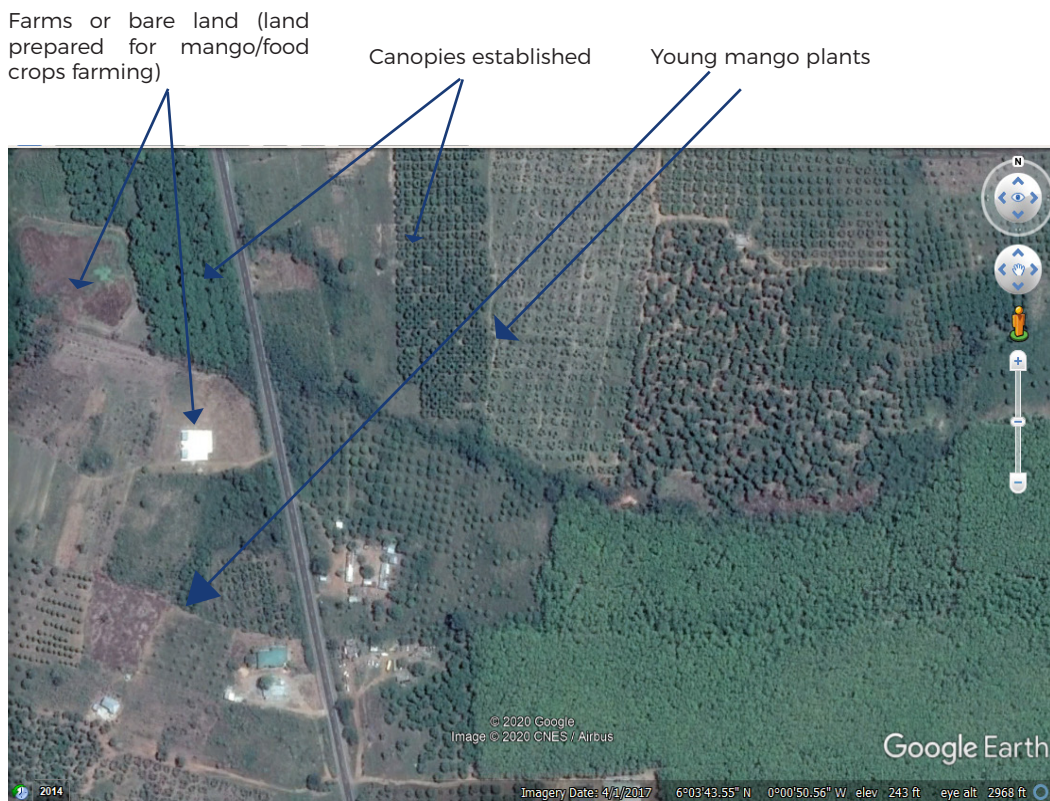 Farms or bare land (land
prepared for mango/food
crops farming)
Canopies established
Young mango plants
N
© 2020 Google
Image © 2020 CNES / Airbus
Google Earth
2014
Imagery Date: 4/1/2017 6°03'43.55" N 0°00'50.56" W elev 243 ft eye alt 2968 ft